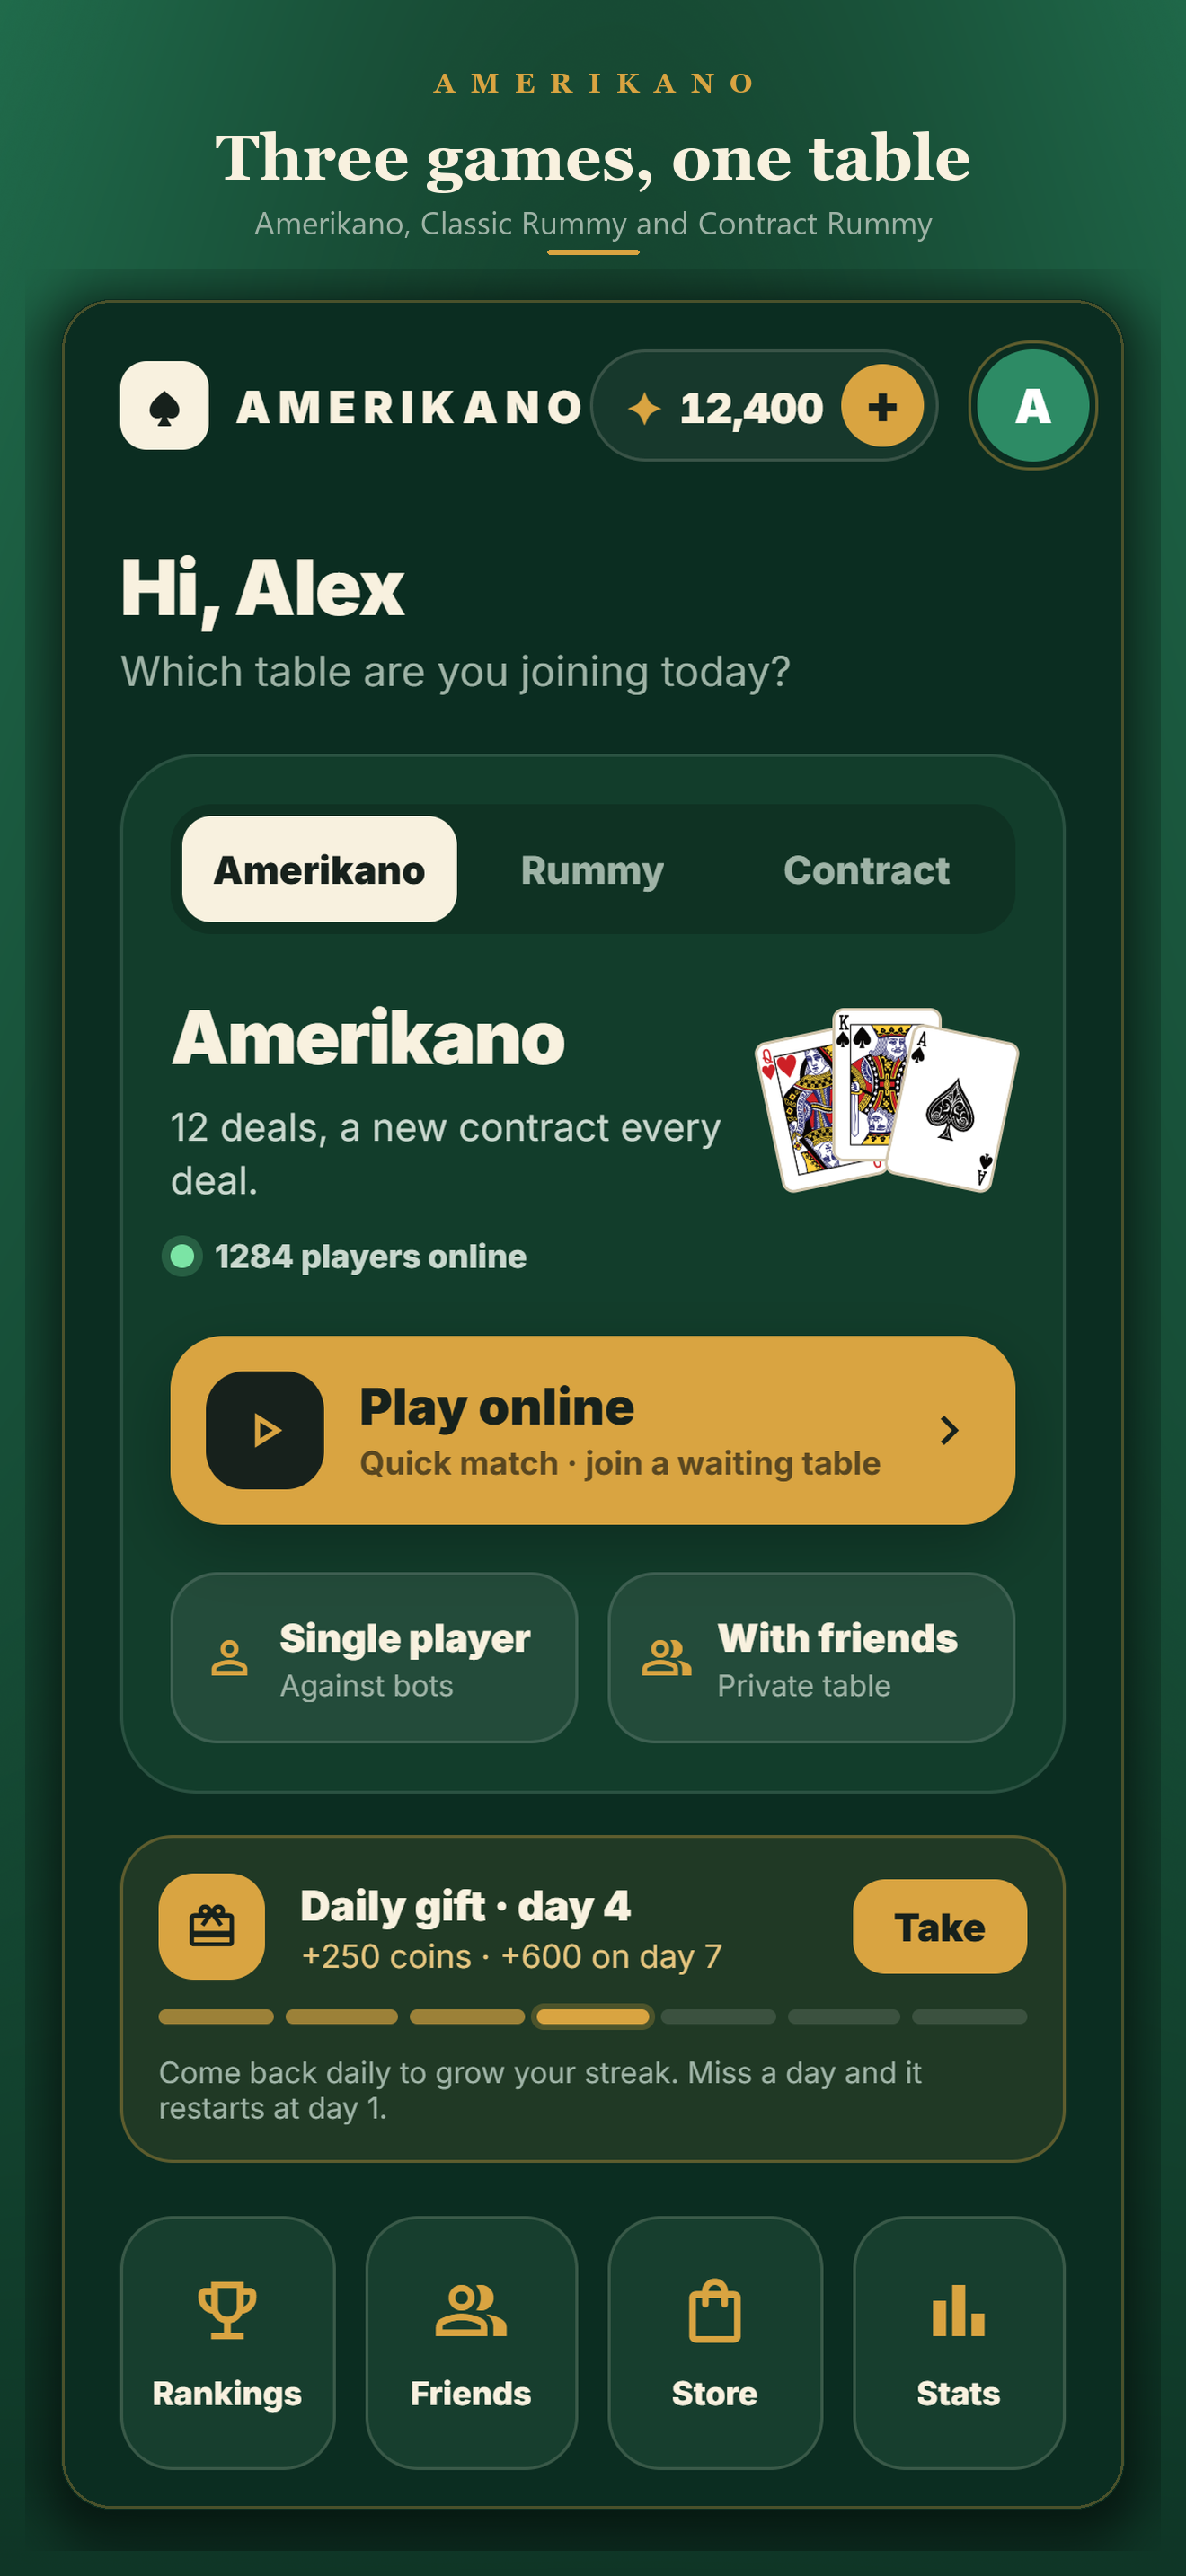 AMERIKANO
Three games, one table
Amerikano, Classic Rummy and Contract Rummy
AMERIKANO
12,400
+
A
Hi, Alex
Which table are you joining today?
Amerikano
Rummy
Contract
Amerikano
12 deals, a new contract every
deal.
Q
K
A
A
1284 players online
Play online
Quick match · join a waiting table
Single player
Against bots
With friends
Private table
Daily gift · day 4
+250 coins · +600 on day 7
Take
Come back daily to grow your streak. Miss a day and it
restarts at day 1.
Rankings
Friends
Store
Stats